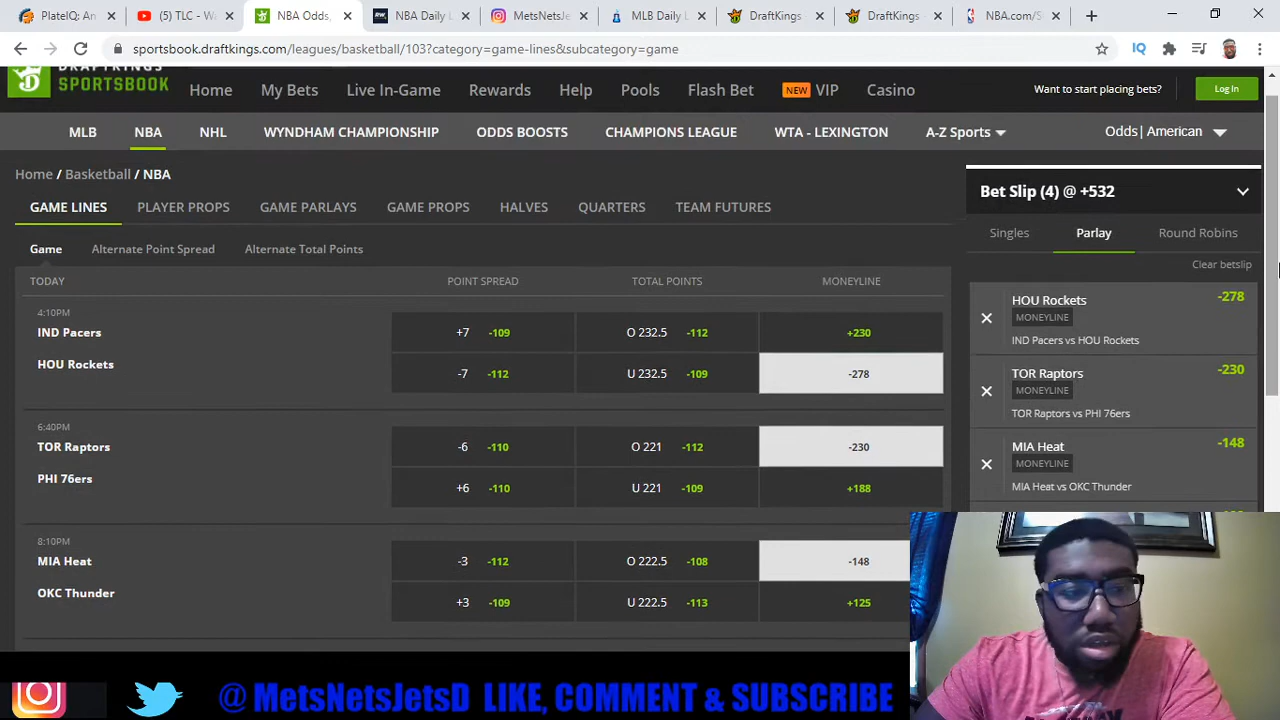 PlateIQ: An
(5) TLC - W
NBA Odds,
NBA Daily L
MetsNetsJe
MLB Daily L
DraftKings
DraftKings -
NBA.com/S
sportsbook.draftkings.com/leagues/basketball/103?category=game-lines&subcategory=game
SPORTSBOOK
Home
My Bets
Live In-Game
Rewards
Help
Pools
Flash Bet
NEW VIP
Casino
Want to start placing bets?
Log In
MLB
NBA
NHL
WYNDHAM CHAMPIONSHIP
ODDS BOOSTS
CHAMPIONS LEAGUE
WTA - LEXINGTON
A-Z Sports
Odds | American
Home / Basketball / NBA
GAME LINES
PLAYER PROPS
GAME PARLAYS
GAME PROPS
HALVES
QUARTERS
TEAM FUTURES
Game
Alternate Point Spread
Alternate Total Points
TODAY
POINT SPREAD
TOTAL POINTS
MONEYLINE
4:10PM
IND Pacers +7 -109 O 232.5 -112 +230
HOU Rockets -7 -112 U 232.5 -109 -278
6:40PM
TOR Raptors -6 -110 O 221 -112 -230
PHI 76ers +6 -110 U 221 -109 +188
8:10PM
MIA Heat -3 -112 O 222.5 -108 -148
OKC Thunder +3 -109 U 222.5 -113 +125
Bet Slip (4) @ +532
Singles
Parlay
Round Robins
Clear betslip
HOU Rockets -278
MONEYLINE
IND Pacers vs HOU Rockets
TOR Raptors -230
MONEYLINE
TOR Raptors vs PHI 76ers
MIA Heat -148
MONEYLINE
MIA Heat vs OKC Thunder
@ MetsNetsJetsD LIKE, COMMENT & SUBSCRIBE